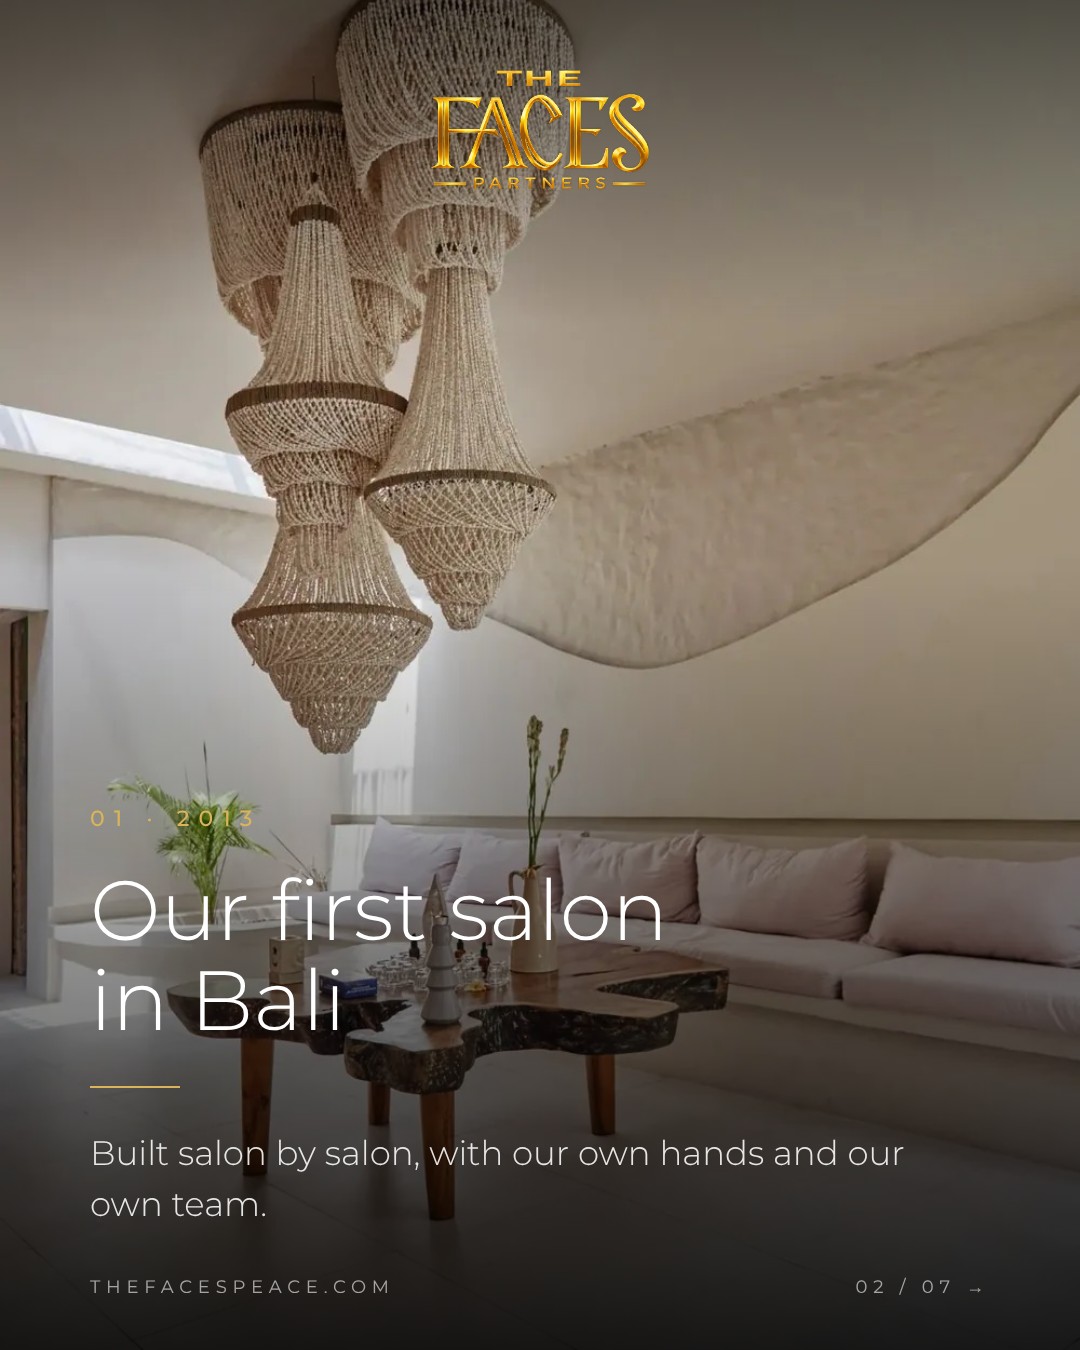 THE
FACES
PARTNERS
01 · 2013
Our first salon
in Bali
Built salon by salon, with our own hands and our
own team.
THEFACESPEACE.COM
02 / 07 →